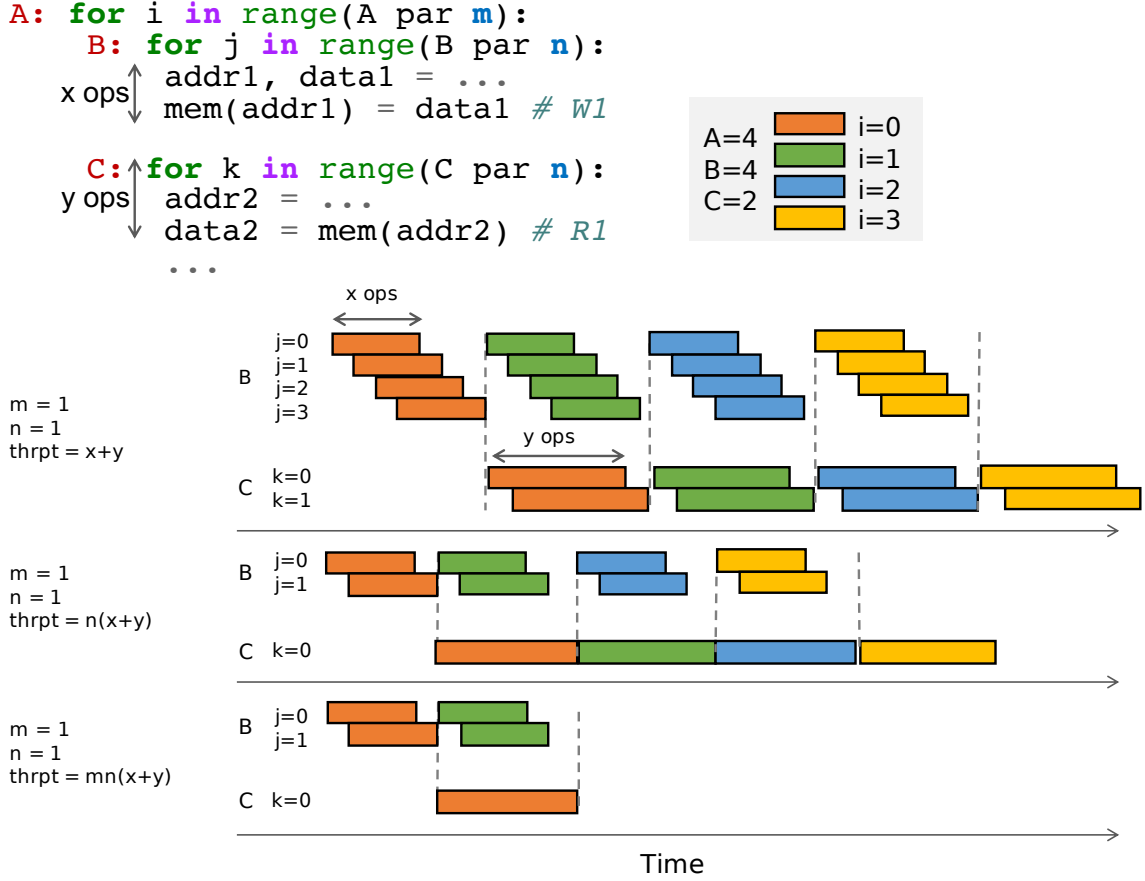 A: for i in range(A par m):
B: for j in range(B par n):
addr1, data1 = ...
mem(addr1) = data1 # W1
x ops
C: for k in range(C par n):
addr2 = ...
data2 = mem(addr2) # R1
...
y ops
A=4
B=4
C=2
i=0
i=1
i=2
i=3
x ops
m = 1
n = 1
thrpt = x+y
B
j=0
j=1
j=2
j=3
y ops
C
k=0
k=1
m = 1
n = 1
thrpt = n(x+y)
B
j=0
j=1
C k=0
m = 1
n = 1
thrpt = mn(x+y)
B
j=0
j=1
C k=0
Time